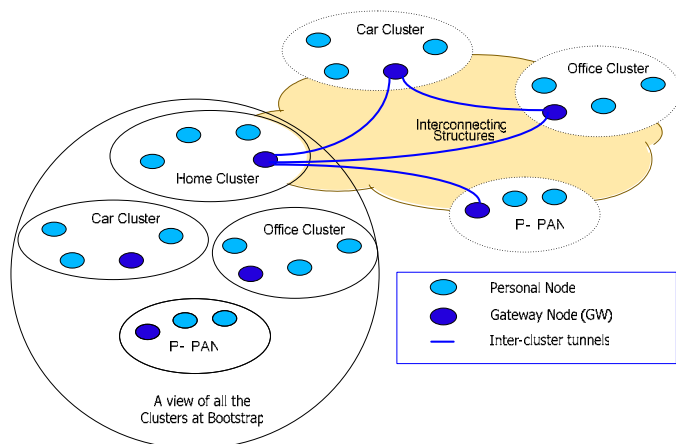 Car Cluster
Office Cluster
Interconnecting
Structures
Home Cluster
P- PAN
Car Cluster
Office Cluster
P- PAN
A view of all the
Clusters at Bootstrap
Personal Node
Gateway Node (GW)
Inter-cluster tunnels